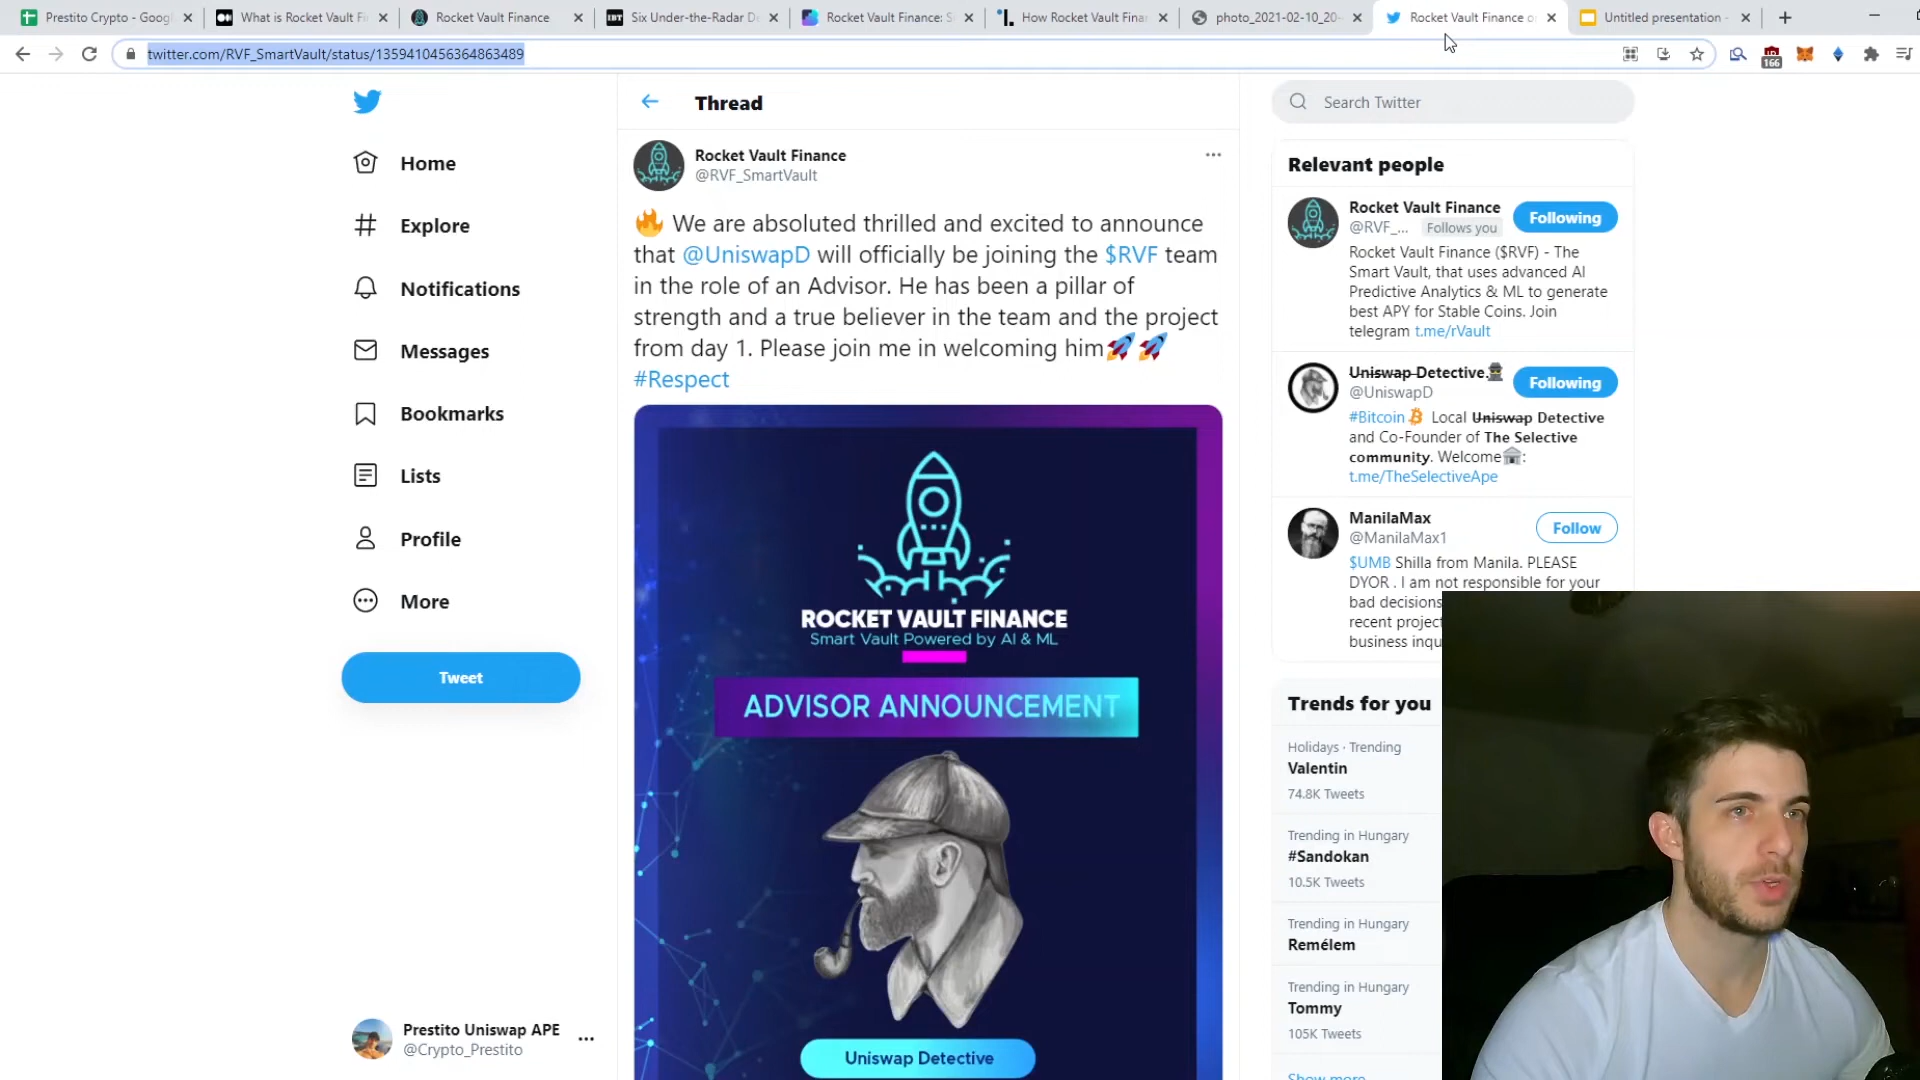 Prestito Crypto - Goog
What is Rocket Vault Fi
Rocket Vault Finance
Six Under-the-Radar D
Rocket Vault Finance: S
How Rocket Vault Finan
photo_2021-02-10_20-
Rocket Vault Finance o
Untitled presentation -
twitter.com/RVF_SmartVault/status/1359410456364863489
166
Home
Explore
Notifications
Messages
Bookmarks
Lists
Profile
More
Tweet
Prestito Uniswap APE
@Crypto_Prestito
Thread
Rocket Vault Finance
@RVF_SmartVault
🔥 We are absoluted thrilled and excited to announce
that @UniswapD will officially be joining the $RVF team
in the role of an Advisor. He has been a pillar of
strength and a true believer in the team and the project
from day 1. Please join me in welcoming him🚀🚀
#Respect
ROCKET VAULT FINANCE
Smart Vault Powered by AI & ML
ADVISOR ANNOUNCEMENT
Uniswap Detective
Search Twitter
Relevant people
Rocket Vault Finance
@RVF_... Follows you
Following
Rocket Vault Finance ($RVF) - The
Smart Vault, that uses advanced AI
Predictive Analytics & ML to generate
best APY for Stable Coins. Join
telegram t.me/rVault
Uniswap Detective.
@UniswapD
Following
#Bitcoin Local Uniswap Detective
and Co-Founder of The Selective
community. Welcome🏛:
t.me/TheSelectiveApe
ManilaMax
@ManilaMax1
Follow
$UMB Shilla from Manila. PLEASE
DYOR . I am not responsible for your
bad decisions
recent project
business inqu
Trends for you
Holidays · Trending
Valentin
74.8K Tweets
Trending in Hungary
#Sandokan
10.5K Tweets
Trending in Hungary
Remélem
Trending in Hungary
Tommy
105K Tweets
Show more